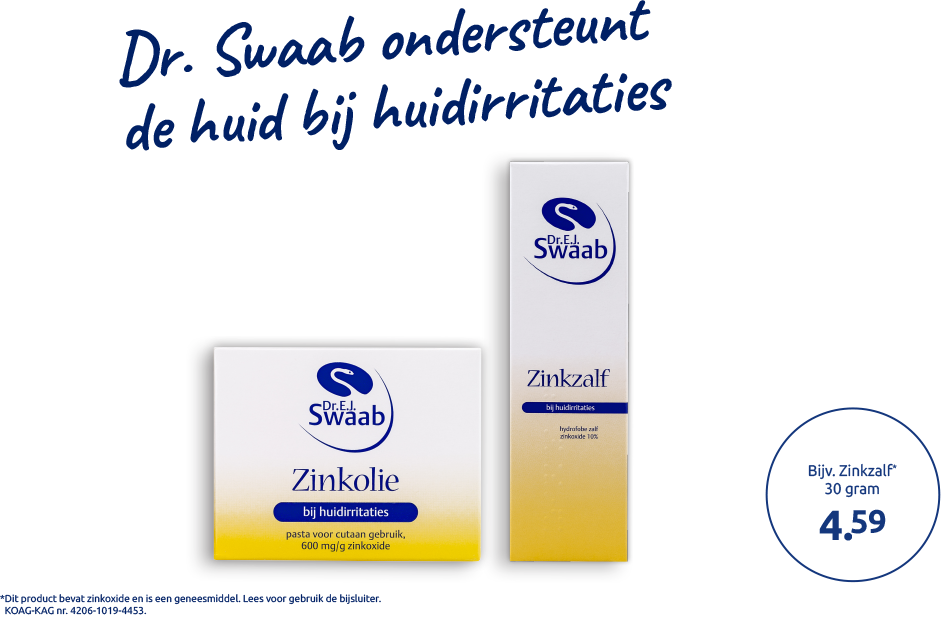 Dr. Swaab ondersteunt
de huid bij huidirritaties
Dr.E.J.
Swaab
Zinkzalf
bij huidirritaties
hydrofobe zalf
zinkoxide 10%
Dr.E.J.
Swaab
Zinkolie
bij huidirritaties
pasta voor cutaan gebruik,
600 mg/g zinkoxide
Bijv. Zinkzalf*
30 gram
4.59
*Dit product bevat zinkoxide en is een geneesmiddel. Lees voor gebruik de bijsluiter.
KOAG-KAG nr. 4206-1019-4453.